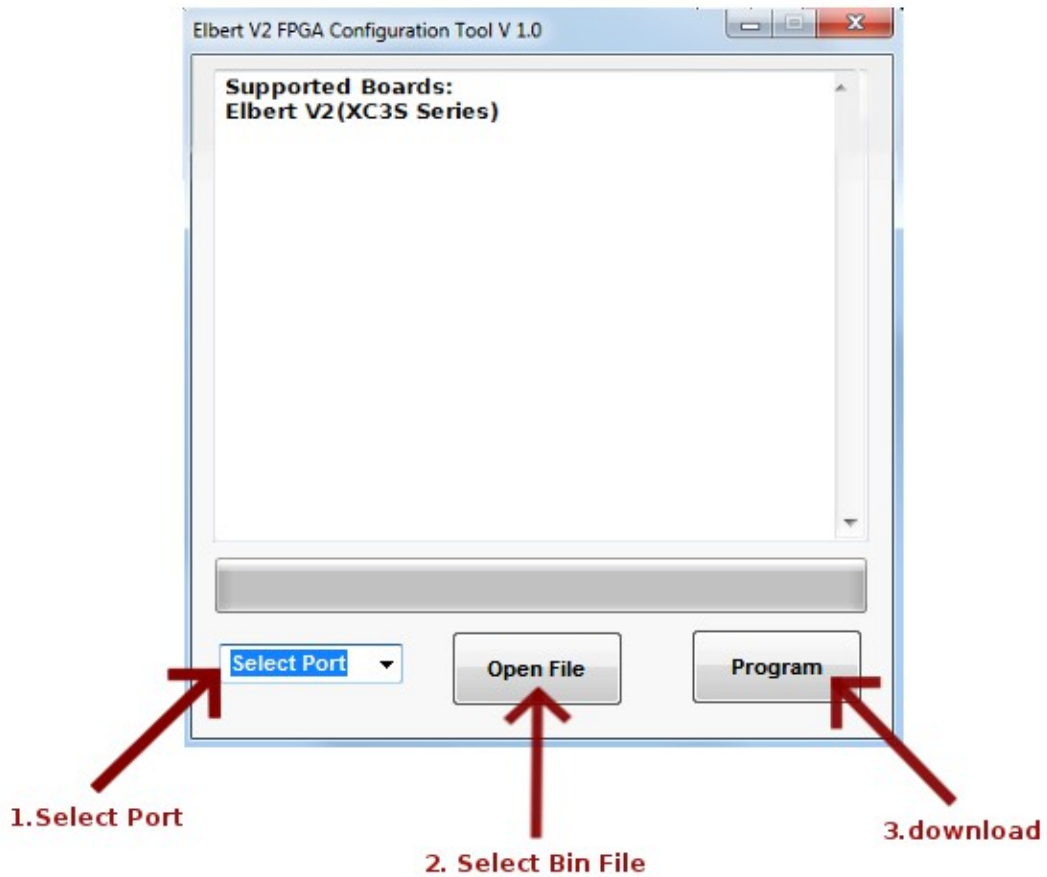 Elbert V2 FPGA Configuration Tool V 1.0
Supported Boards:
Elbert V2(XC3S Series)
Select Port
Open File
Program
1.Select Port
2. Select Bin File
3.download